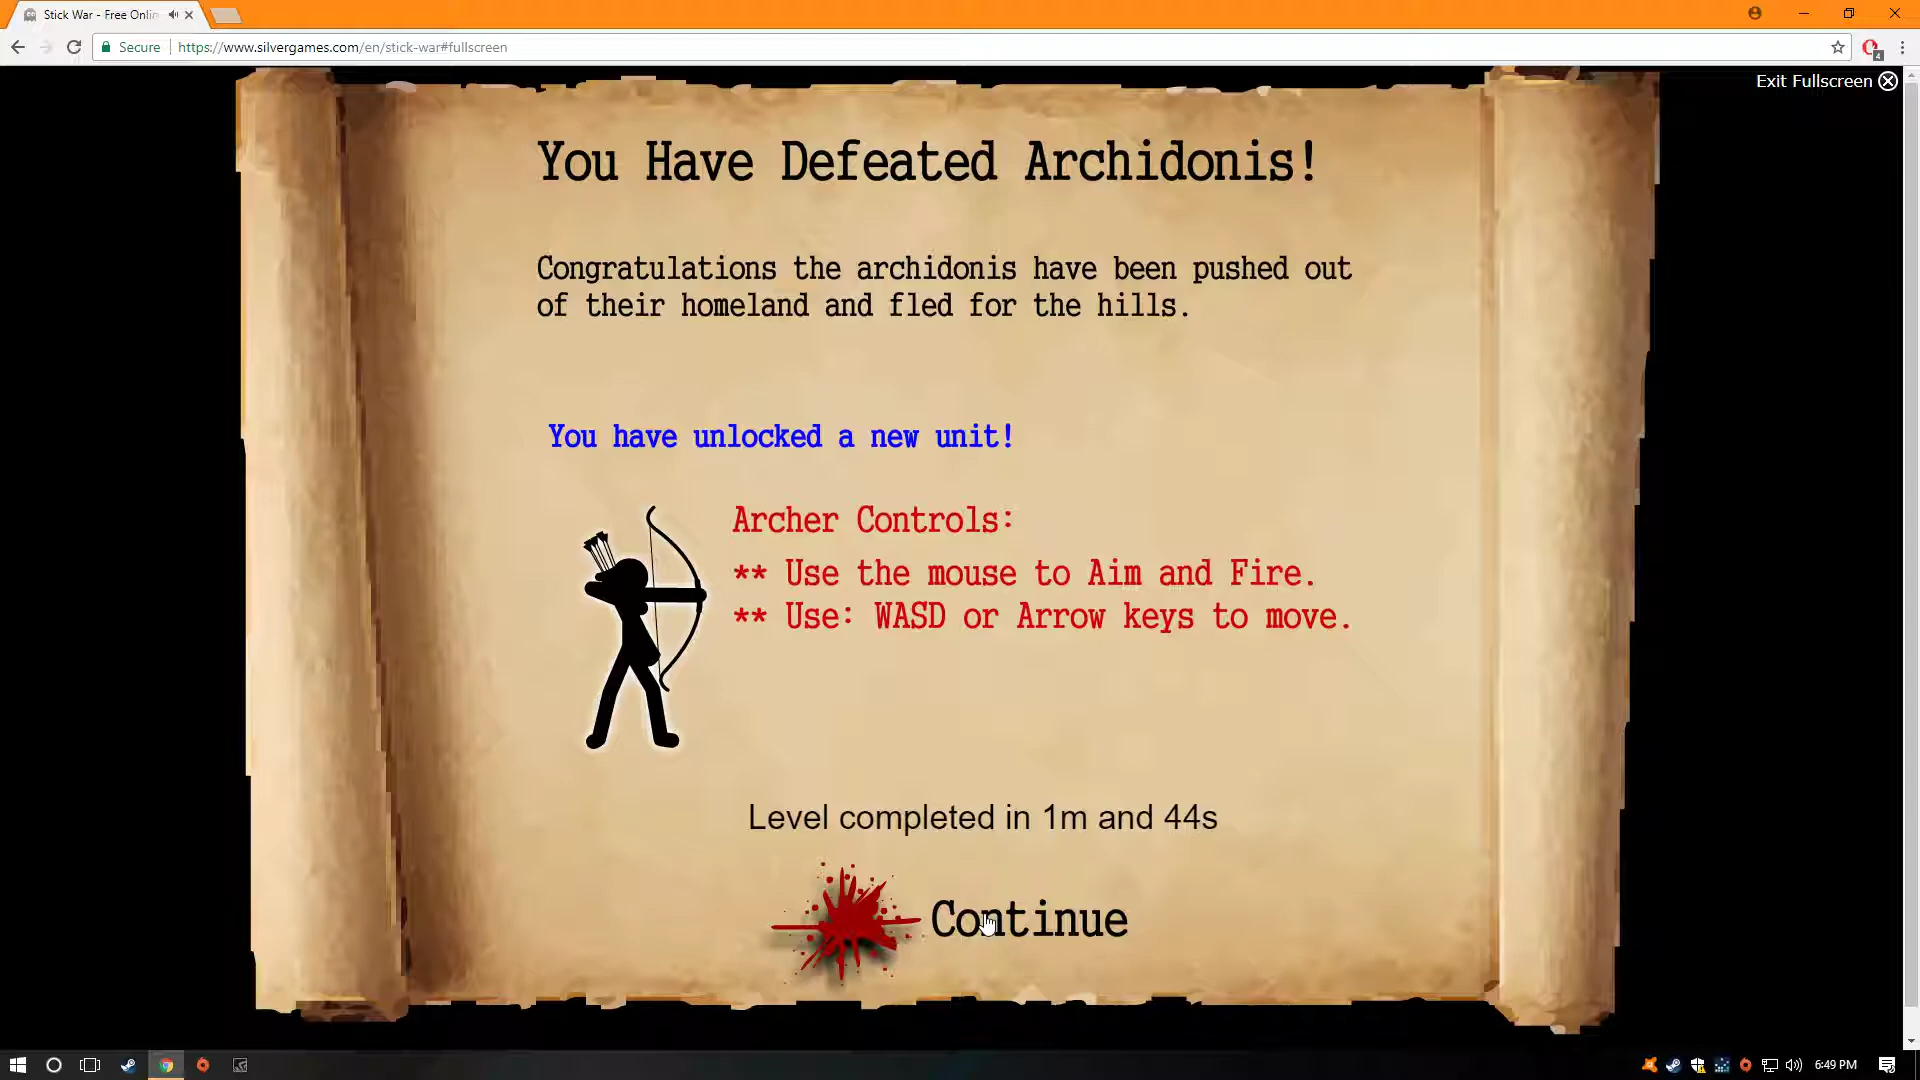 Stick War - Free Onlin
Secure
https://www.silvergames.com/en/stick-war#fullscreen
4
Exit Fullscreen
You Have Defeated Archidonis!
Congratulations the archidonis have been pushed out
of their homeland and fled for the hills.
You have unlocked a new unit!
Archer Controls:
** Use the mouse to Aim and Fire.
** Use: WASD or Arrow keys to move.
Level completed in 1m and 44s
Continue
6:49 PM